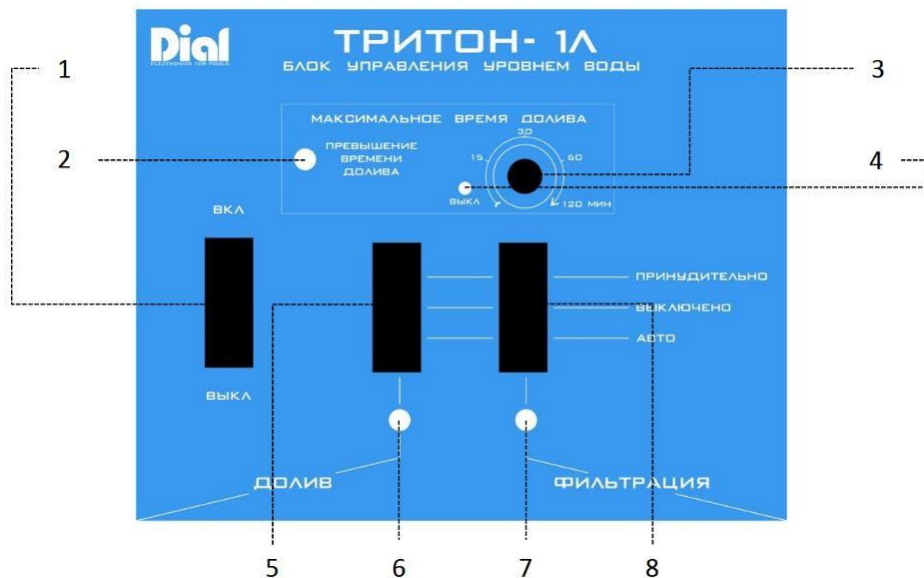 Dial
ELECTRONICS FOR POOLS
ТРИТОН- 1Л
БЛОК УПРАВЛЕНИЯ УРОВНЕМ ВОДЫ
1
3
МАКСИМАЛЬНОЕ ВРЕМЯ ДОЛИВА
30
2
ПРЕВЫШЕНИЕ
ВРЕМЕНИ
ДОЛИВА
15
60
4
ВЫКЛ
120 МИН
ВКЛ
ПРИНУДИТЕЛЬНО
ВЫКЛЮЧЕНО
АВТО
ВЫКЛ
ДОЛИВ
ФИЛЬТРАЦИЯ
5
6
7
8